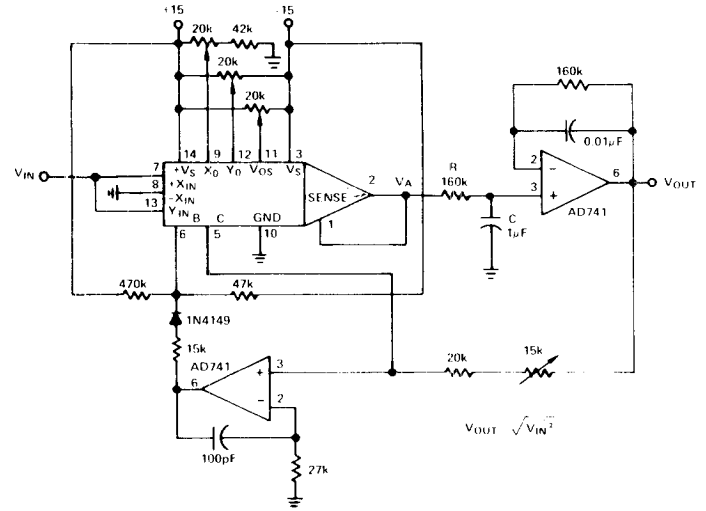 +15
-15
20k
42k
20k
20k
160k
0.01μF
14
9
12
11
3
+VS
X0
Y0
VOS
VS
VIN
7
8
13
+XIN
-XIN
YIN
B
C
GND
6
5
10
SENSE
2
1
VA
R
160k
C
1μF
2
-
3
+
6
AD741
VOUT
470k
47k
1N4149
15k
AD741
6
+
3
-
2
100pF
27k
20k
15k
VOUT √VIN²